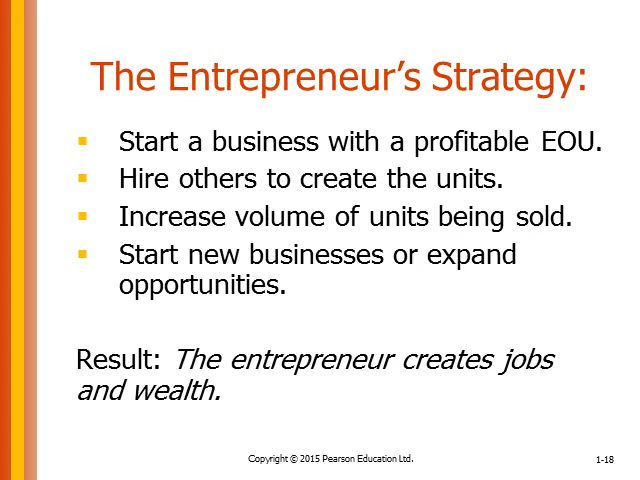 The Entrepreneur’s Strategy:
▪ Start a business with a profitable EOU.
▪ Hire others to create the units.
▪ Increase volume of units being sold.
▪ Start new businesses or expand
opportunities.
Result: The entrepreneur creates jobs
and wealth.
Copyright © 2015 Pearson Education Ltd.
1-18